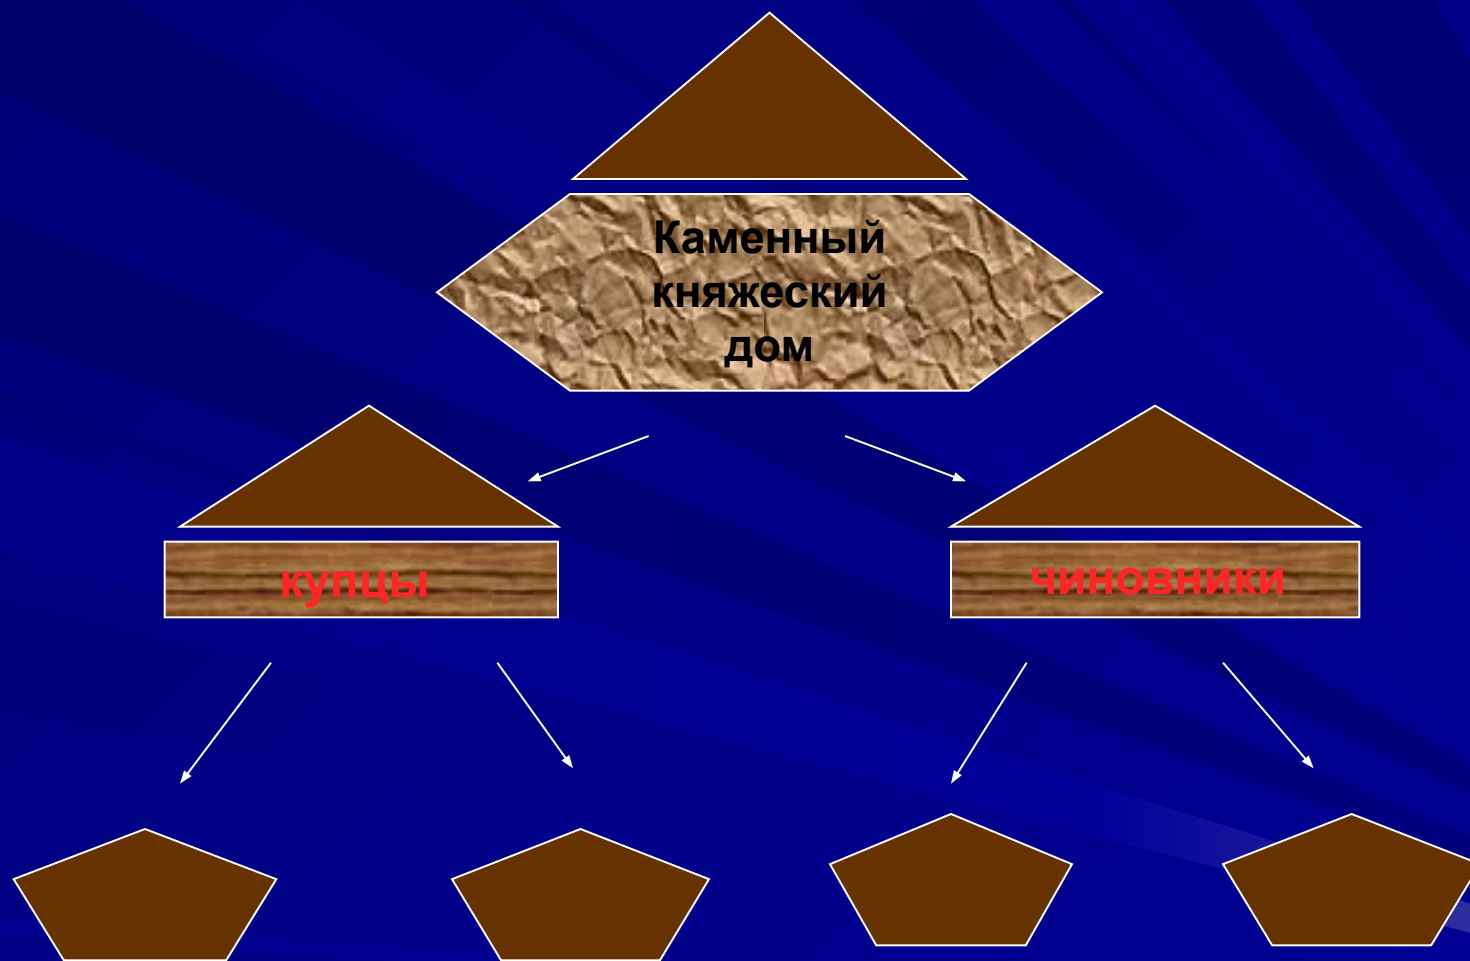 Каменный
княжеский
дом
купцы
чиновники